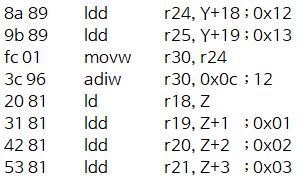 8a 89 ldd r24, Y+18 ; 0x12
9b 89 ldd r25, Y+19 ; 0x13
fc 01 movw r30, r24
3c 96 adiw r30, 0x0c ; 12
20 81 ld r18, Z
31 81 ldd r19, Z+1 ; 0x01
42 81 ldd r20, Z+2 ; 0x02
53 81 ldd r21, Z+3 ; 0x03